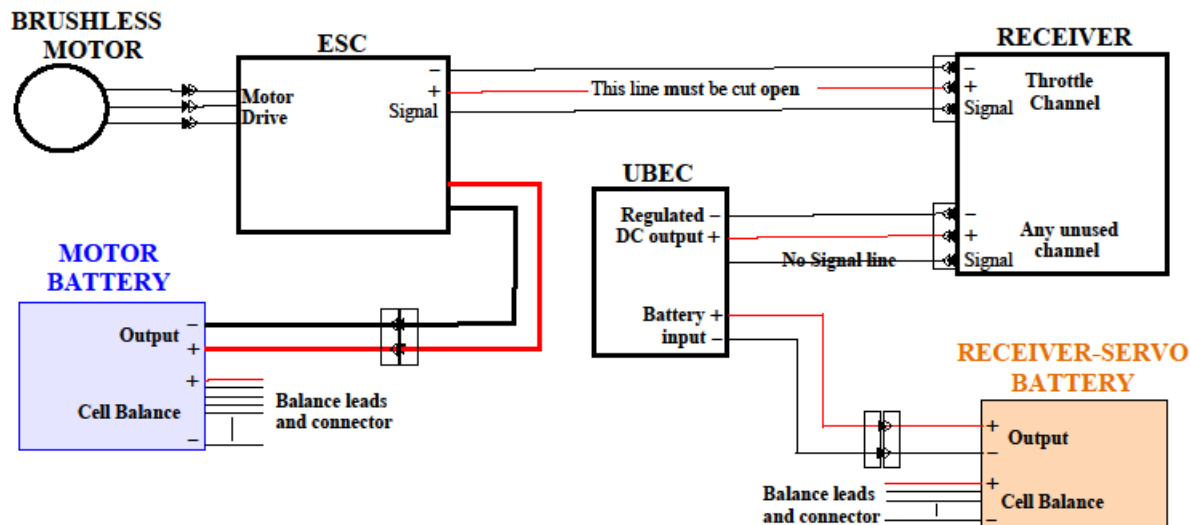 BRUSHLESS
MOTOR
ESC
RECEIVER
Motor
Drive
−
+
Signal
This line must be cut open
−
+
Signal
Throttle
Channel
UBEC
Regulated −
DC output +
No Signal line
−
+
Signal
Any unused
channel
Battery +
input −
MOTOR
BATTERY
Output −
+
+
Cell Balance
−
Balance leads
and connector
RECEIVER-SERVO
BATTERY
+
− Output
+
Cell Balance
−
Balance leads
and connector